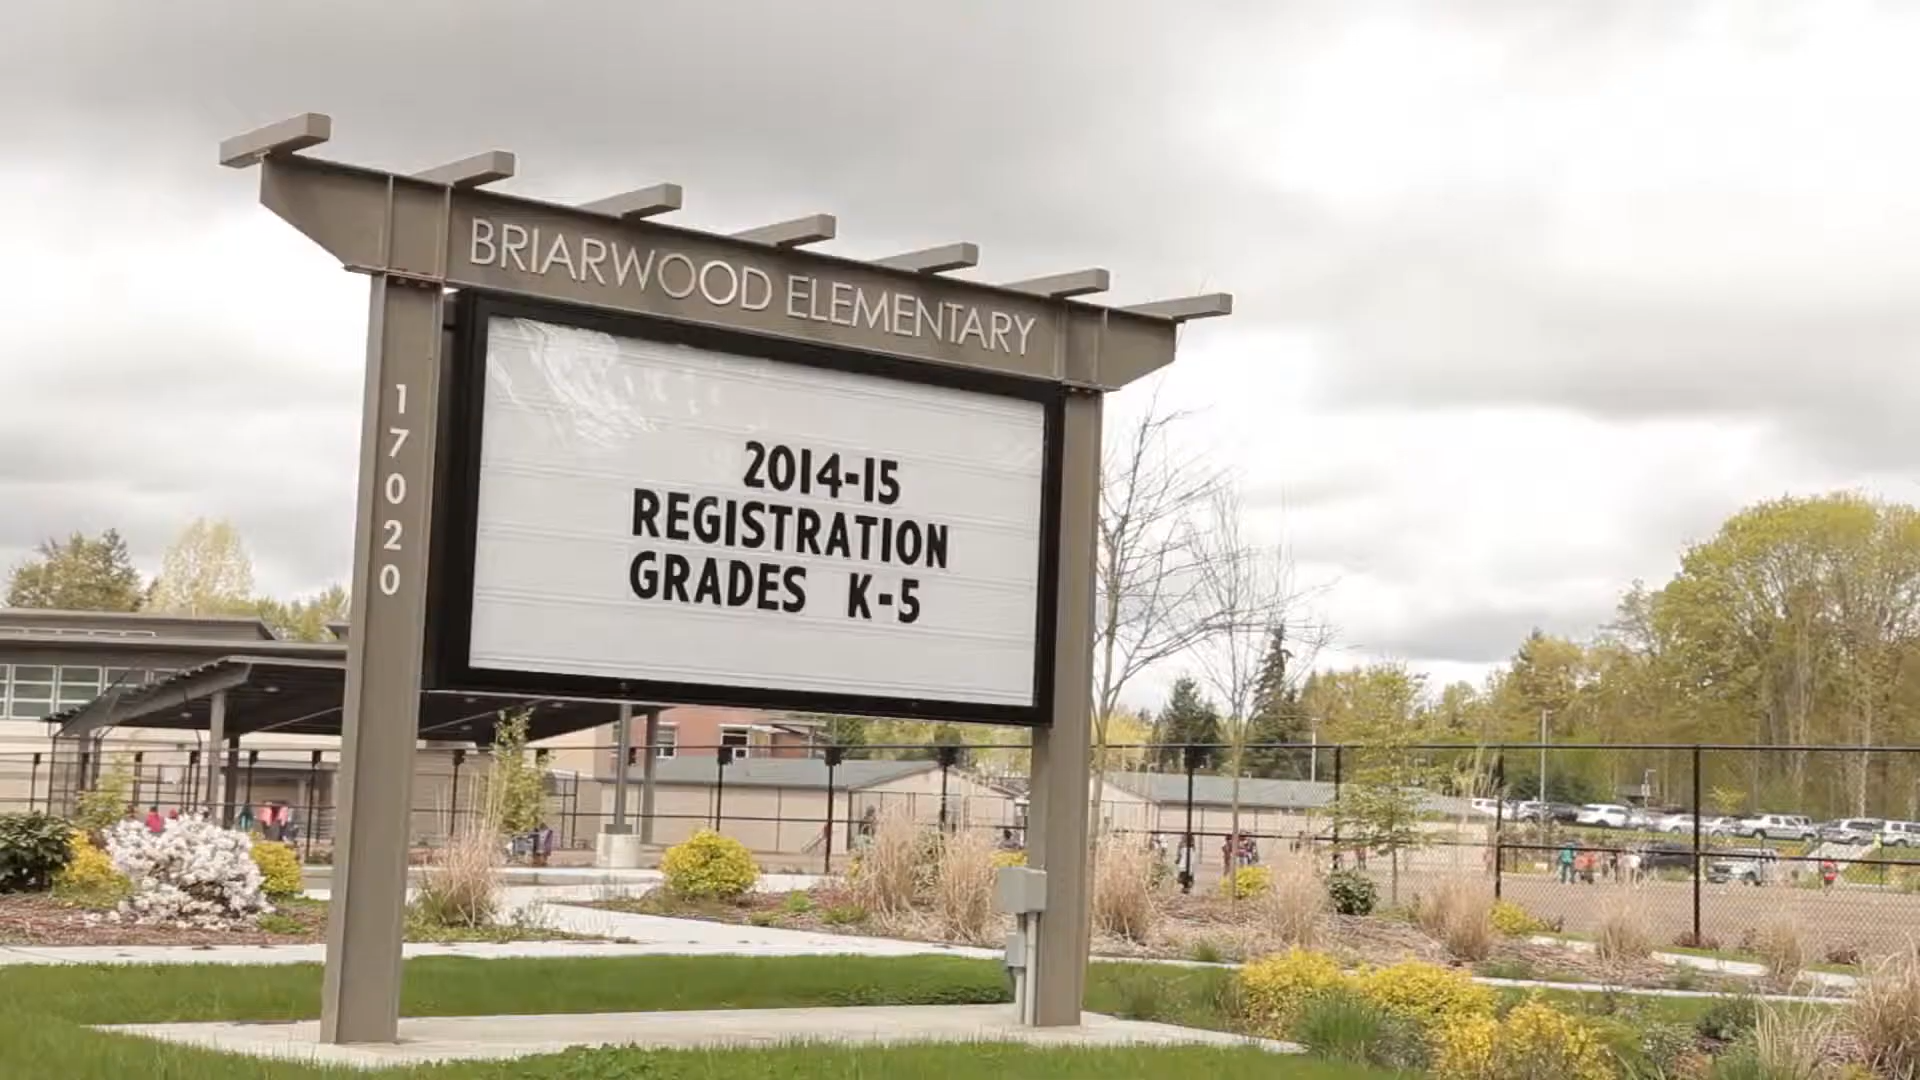 BRIARWOOD ELEMENTARY
17020
2014-15
REGISTRATION
GRADES K-5